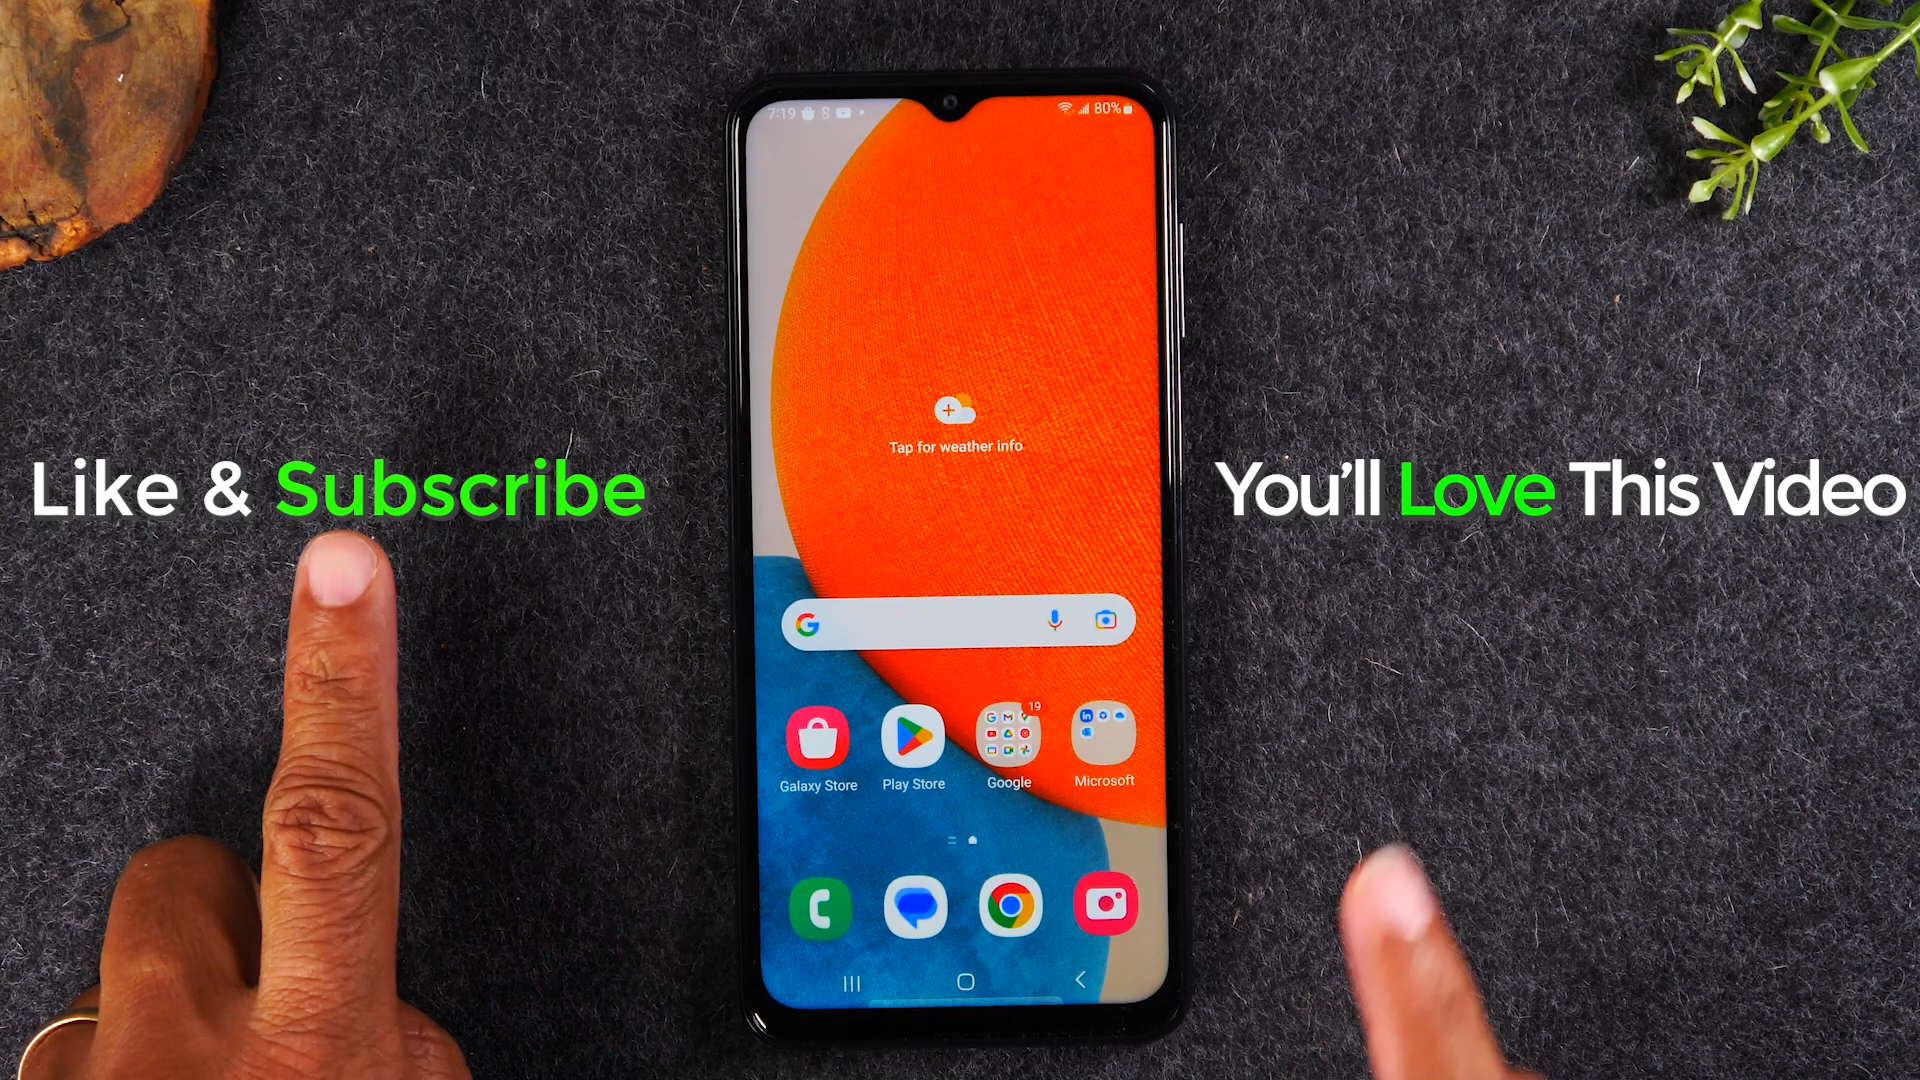 7:19
80%
Tap for weather info
Like & Subscribe
You'll Love This Video
G
19
Galaxy Store
Play Store
Google
Microsoft